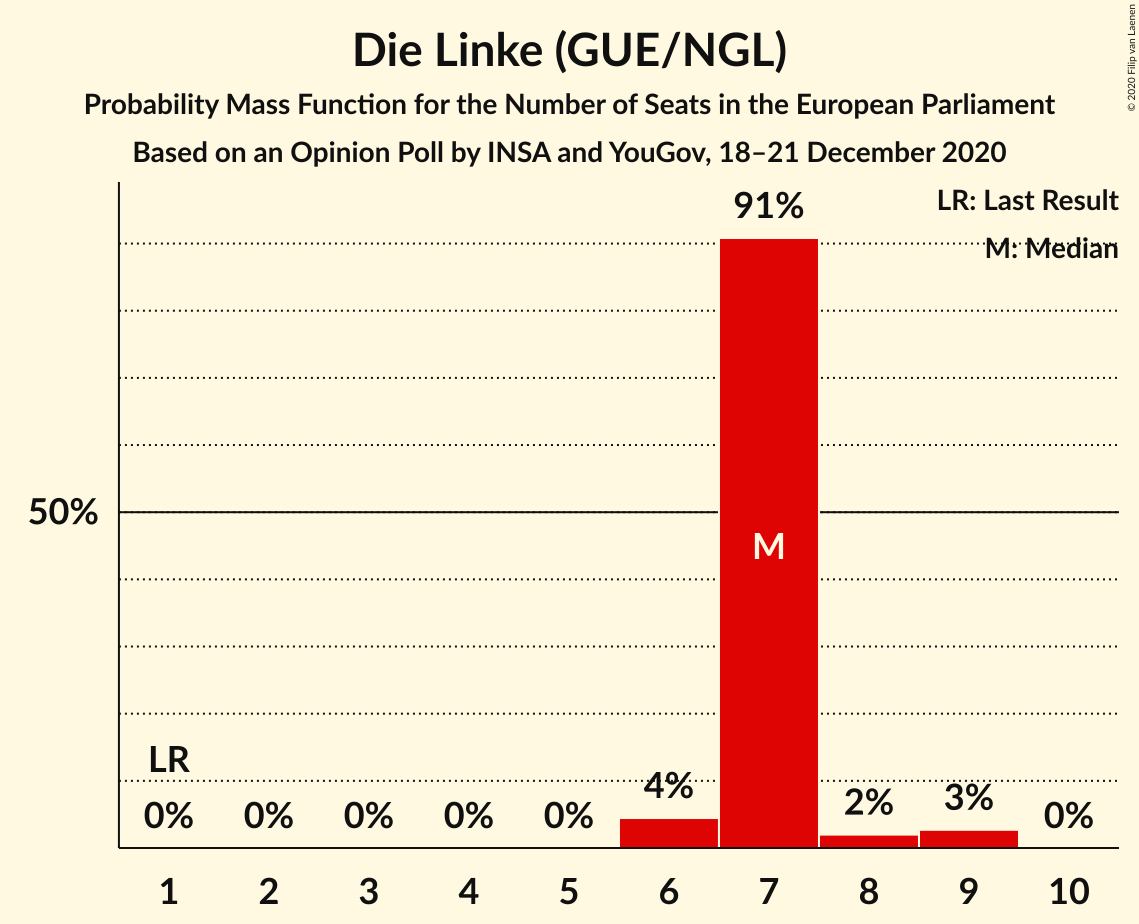 Die Linke (GUE/NGL)
Probability Mass Function for the Number of Seats in the European Parliament
Based on an Opinion Poll by INSA and YouGov, 18–21 December 2020
© 2020 Filip van Laenen
LR: Last Result
M: Median
91%
50%
M
LR
0%
0%
0%
0%
0%
4%
2%
3%
0%
1 2 3 4 5 6 7 8 9 10